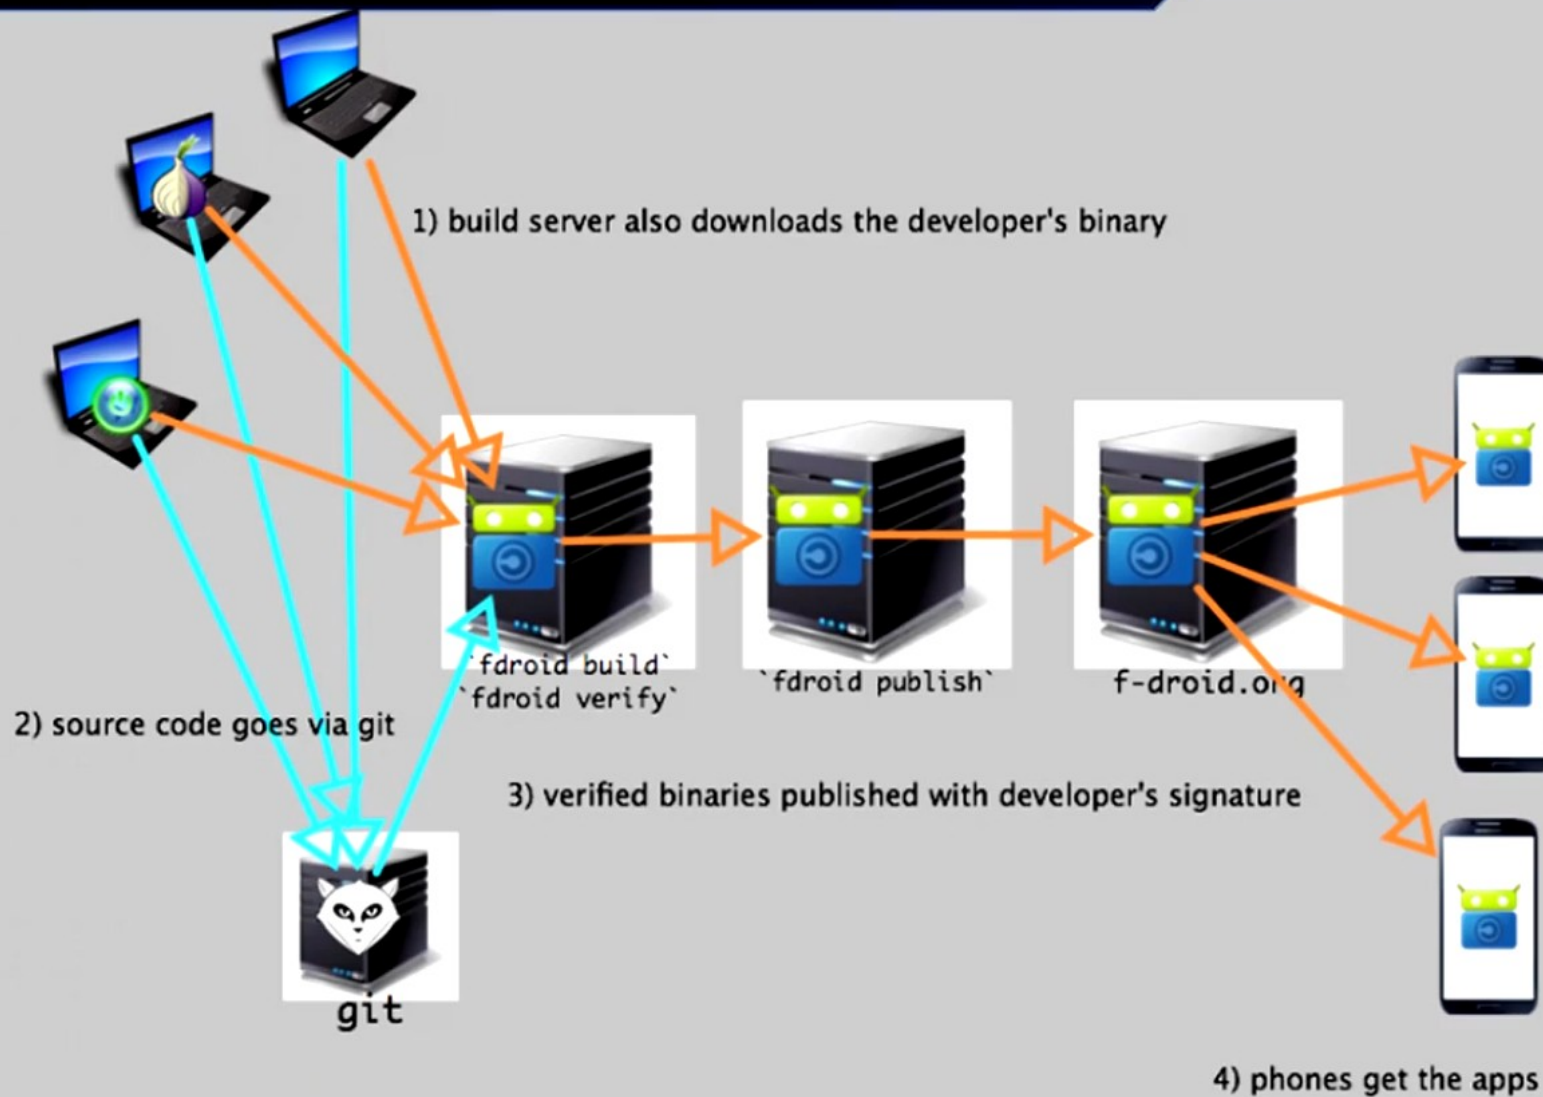 1) build server also downloads the developer's binary
`fdroid build`
`fdroid verify`
`fdroid publish`
f-droid.org
2) source code goes via git
3) verified binaries published with developer's signature
git
4) phones get the apps